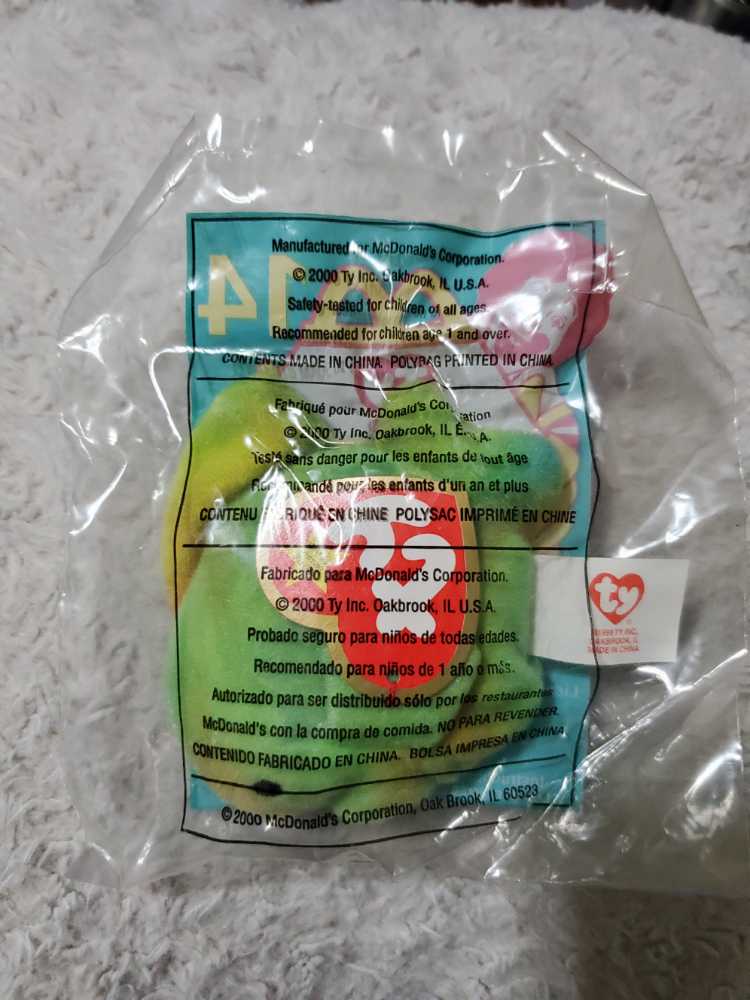 Manufactured for McDonald's Corporation.
© 2000 Ty Inc. Oakbrook, IL U.S.A.
Safety-tested for children of all ages.
Recommended for children age 1 and over.
CONTENTS MADE IN CHINA. POLYBAG PRINTED IN CHINA.
14
Fabriqué pour McDonald's Corporation
© 2000 Ty Inc. Oakbrook, IL É.-U.A.
Testé sans danger pour les enfants de tout âge
Recommandé pour les enfants d'un an et plus
CONTENU FABRIQUÉ EN CHINE POLYSAC IMPRIMÉ EN CHINE
Fabricado para McDonald's Corporation.
© 2000 Ty Inc. Oakbrook, IL U.S.A.
Probado seguro para niños de todas edades.
Recomendado para niños de 1 año o más.
Autorizado para ser distribuido sólo por los restaurantes
McDonald's con la compra de comida. NO PARA REVENDER.
CONTENIDO FABRICADO EN CHINA. BOLSA IMPRESA EN CHINA.
© 2000 McDonald's Corporation, Oak Brook, IL 60523
ty
TY INC.
OAKBROOK, IL
MADE IN CHINA